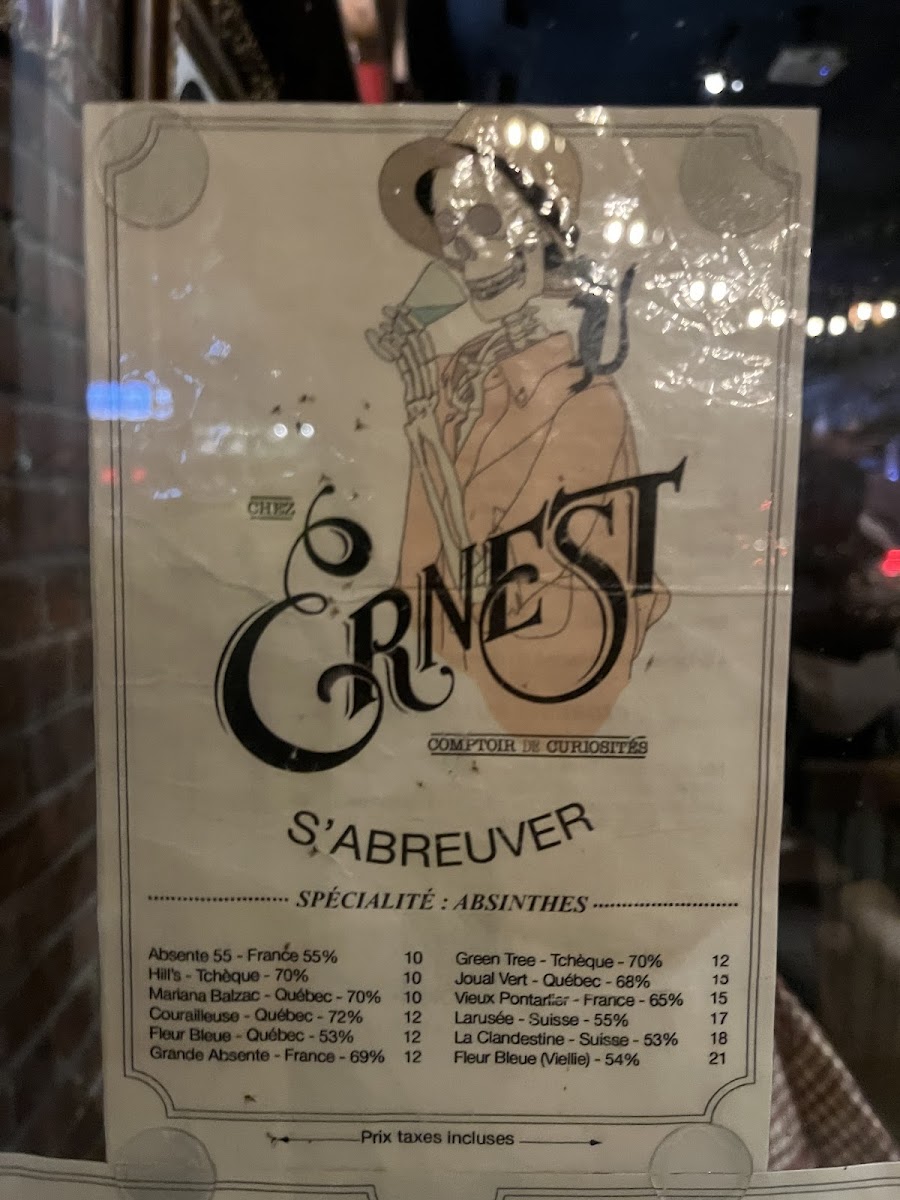 CHEZ
ERNEST
COMPTOIR DE CURIOSITÉS
S'ABREUVER
SPÉCIALITÉ : ABSINTHES
Absente 55 - France 55% 10
Hill's - Tchèque - 70% 10
Mariana Balzac - Québec - 70% 10
Courailleuse - Québec - 72% 12
Fleur Bleue - Québec - 53% 12
Grande Absente - France - 69% 12
Green Tree - Tchèque - 70% 12
Joual Vert - Québec - 68%
Vieux Pontarlier - France - 65% 15
Larusée - Suisse - 55% 17
La Clandestine - Suisse - 53% 18
Fleur Bleue (Viellie) - 54% 21
Prix taxes incluses